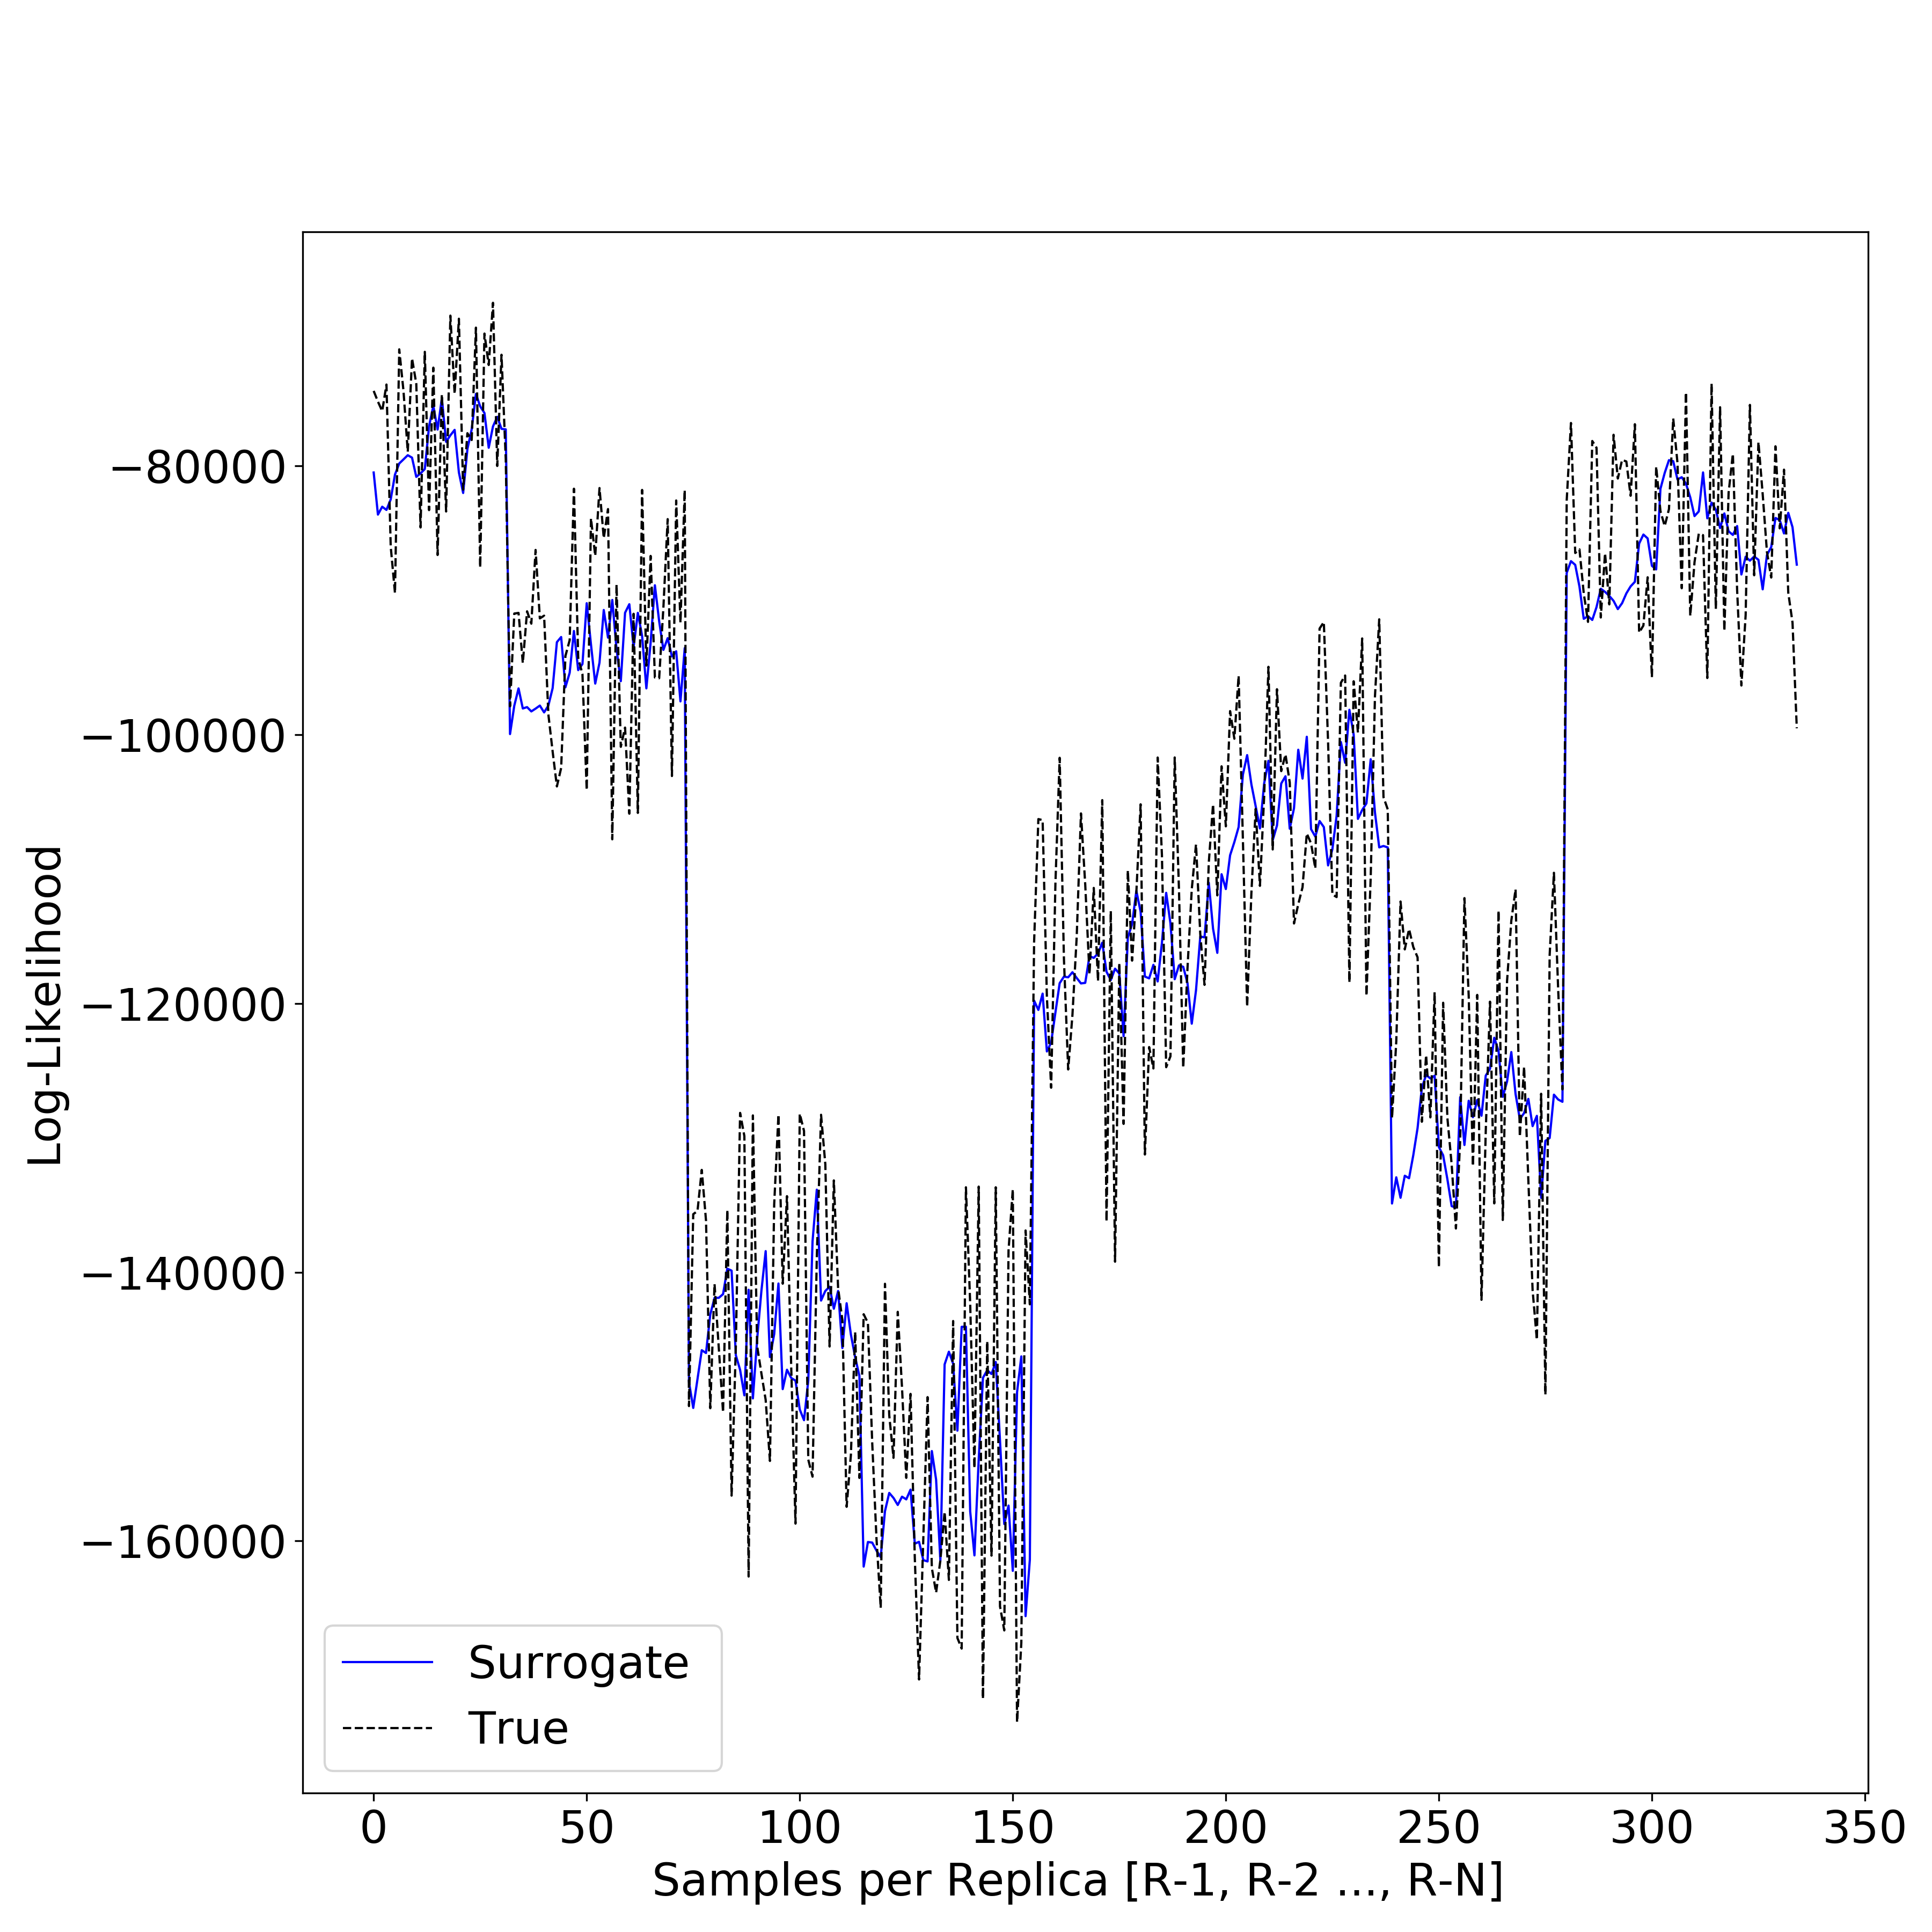 −80000
−100000
−120000
−140000
−160000
Log-Likelihood
Surrogate
True
0 50 100 150 200 250 300 350
Samples per Replica [R-1, R-2 ..., R-N]